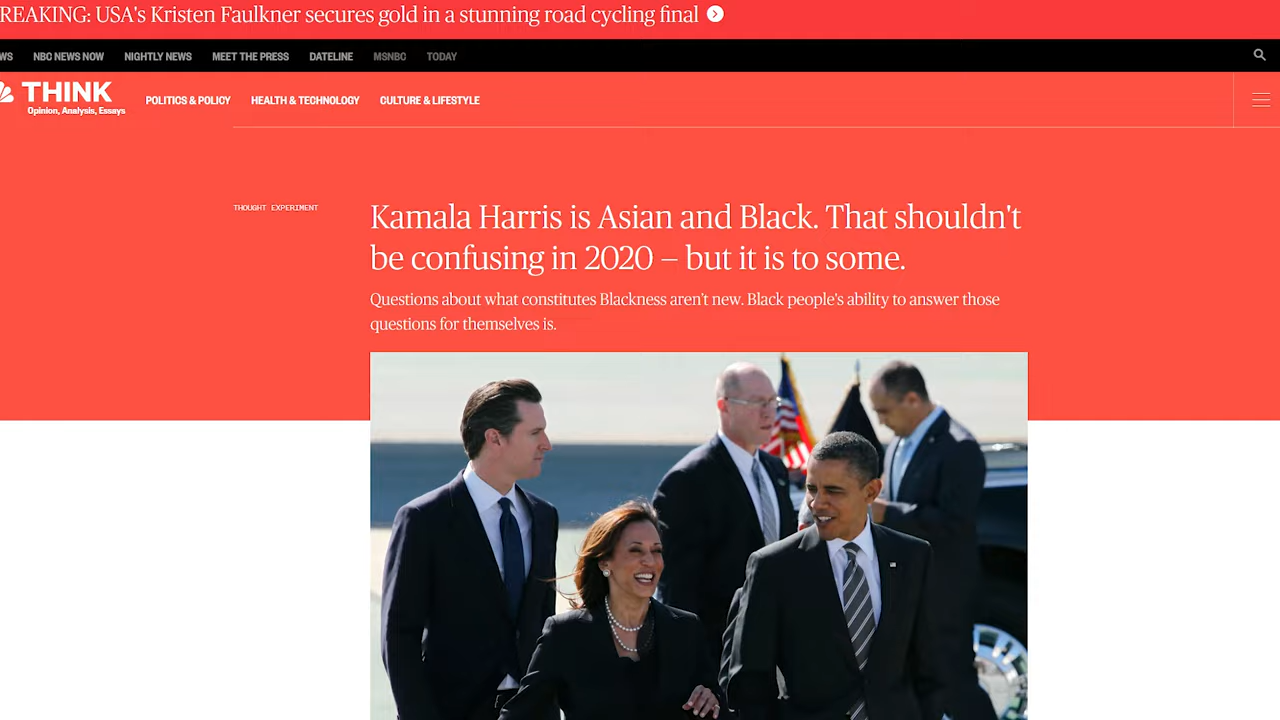 REAKING: USA's Kristen Faulkner secures gold in a stunning road cycling final
WS NBC NEWS NOW NIGHTLY NEWS MEET THE PRESS DATELINE MSNBC TODAY
THINK
Opinion, Analysis, Essays
POLITICS & POLICY HEALTH & TECHNOLOGY CULTURE & LIFESTYLE
THOUGHT EXPERIMENT
Kamala Harris is Asian and Black. That shouldn't
be confusing in 2020 — but it is to some.
Questions about what constitutes Blackness aren't new. Black people's ability to answer those
questions for themselves is.